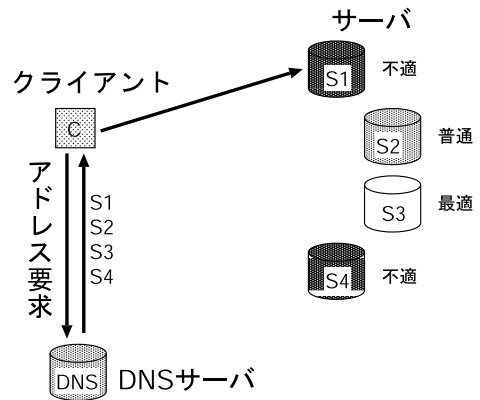 サーバ
S1
不適
クライアント
C
S2
普通
アドレス要求
S1
S2
S3
S4
S3
最適
S4
不適
DNS
DNSサーバ